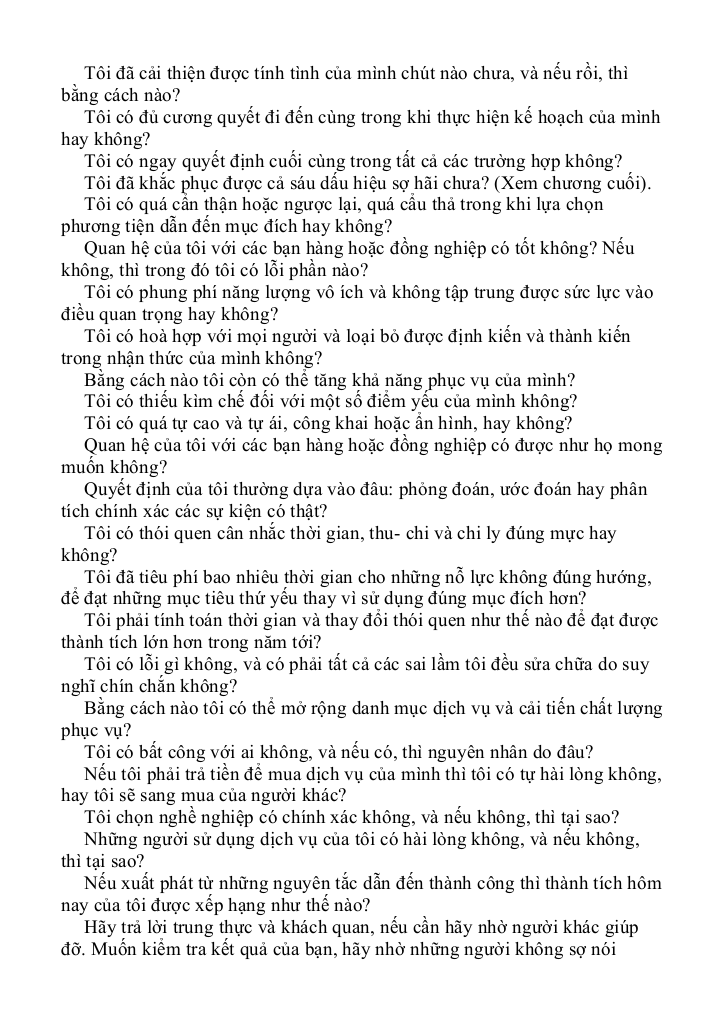 Tôi đã cải thiện được tính tình của mình chút nào chưa, và nếu rồi, thì
bằng cách nào?
Tôi có đủ cương quyết đi đến cùng trong khi thực hiện kế hoạch của mình
hay không?
Tôi có ngay quyết định cuối cùng trong tất cả các trường hợp không?
Tôi đã khắc phục được cả sáu dấu hiệu sợ hãi chưa? (Xem chương cuối).
Tôi có quá cẩn thận hoặc ngược lại, quá cẩu thả trong khi lựa chọn
phương tiện dẫn đến mục đích hay không?
Quan hệ của tôi với các bạn hàng hoặc đồng nghiệp có tốt không? Nếu
không, thì trong đó tôi có lỗi phần nào?
Tôi có phung phí năng lượng vô ích và không tập trung được sức lực vào
điều quan trọng hay không?
Tôi có hoà hợp với mọi người và loại bỏ được định kiến và thành kiến
trong nhận thức của mình không?
Bằng cách nào tôi còn có thể tăng khả năng phục vụ của mình?
Tôi có thiếu kìm chế đối với một số điểm yếu của mình không?
Tôi có quá tự cao và tự ái, công khai hoặc ẩn hình, hay không?
Quan hệ của tôi với các bạn hàng hoặc đồng nghiệp có được như họ mong
muốn không?
Quyết định của tôi thường dựa vào đâu: phỏng đoán, ước đoán hay phân
tích chính xác các sự kiện có thật?
Tôi có thói quen cân nhắc thời gian, thu- chi và chi ly đúng mực hay
không?
Tôi đã tiêu phí bao nhiêu thời gian cho những nỗ lực không đúng hướng,
để đạt những mục tiêu thứ yếu thay vì sử dụng đúng mục đích hơn?
Tôi phải tính toán thời gian và thay đổi thói quen như thế nào để đạt được
thành tích lớn hơn trong năm tới?
Tôi có lỗi gì không, và có phải tất cả các sai lầm tôi đều sửa chữa do suy
nghĩ chín chắn không?
Bằng cách nào tôi có thể mở rộng danh mục dịch vụ và cải tiến chất lượng
phục vụ?
Tôi có bất công với ai không, và nếu có, thì nguyên nhân do đâu?
Nếu tôi phải trả tiền để mua dịch vụ của mình thì tôi có tự hài lòng không,
hay tôi sẽ sang mua của người khác?
Tôi chọn nghề nghiệp có chính xác không, và nếu không, thì tại sao?
Những người sử dụng dịch vụ của tôi có hài lòng không, và nếu không,
thì tại sao?
Nếu xuất phát từ những nguyên tắc dẫn đến thành công thì thành tích hôm
nay của tôi được xếp hạng như thế nào?
Hãy trả lời trung thực và khách quan, nếu cần hãy nhờ người khác giúp
đỡ. Muốn kiểm tra kết quả của bạn, hãy nhờ những người không sợ nói